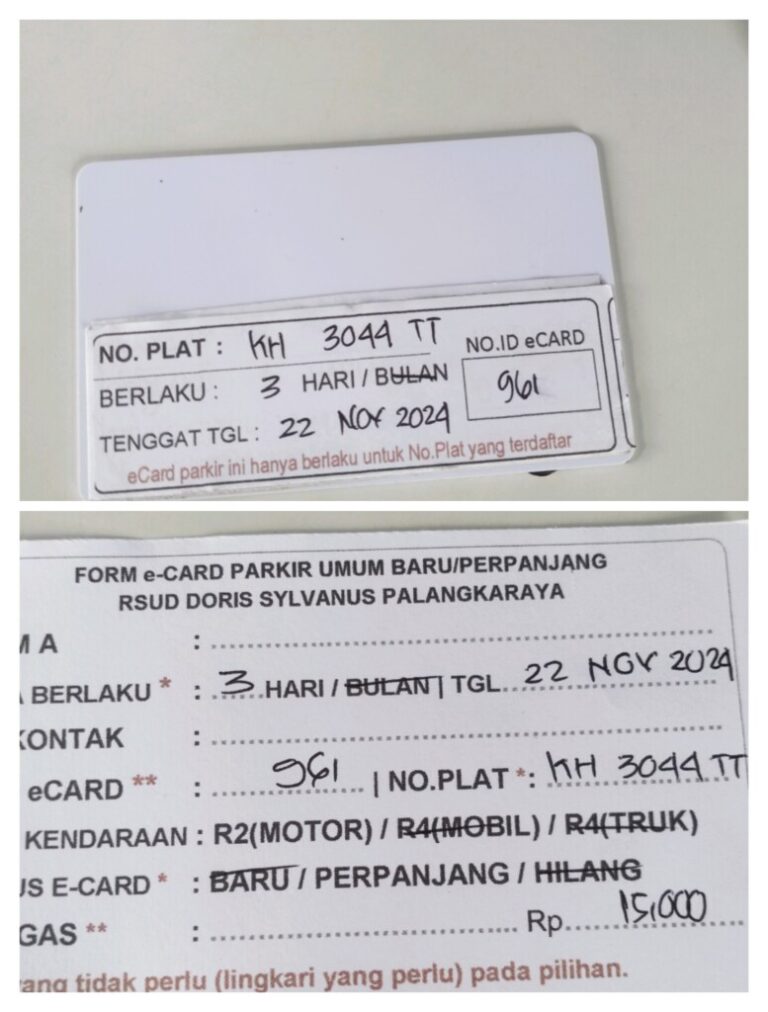 NO. PLAT : KH 3044 TT
NO.ID eCARD
BERLAKU : 3 HARI / BULAN
961
TENGGAT TGL : 22 NOV 2024
eCard parkir ini hanya berlaku untuk No.Plat yang terdaftar
FORM e-CARD PARKIR UMUM BARU/PERPANJANG
RSUD DORIS SYLVANUS PALANGKARAYA
M A :
A BERLAKU * : 3 HARI / BULAN | TGL. 22 NOV 2024
KONTAK :
eCARD ** : 961 | NO.PLAT *: KH 3044 TT
KENDARAAN : R2(MOTOR) / R4(MOBIL) / R4(TRUK)
US E-CARD * : BARU / PERPANJANG / HILANG
GAS ** : Rp. 15,000
ang tidak perlu (lingkari yang perlu) pada pilihan.